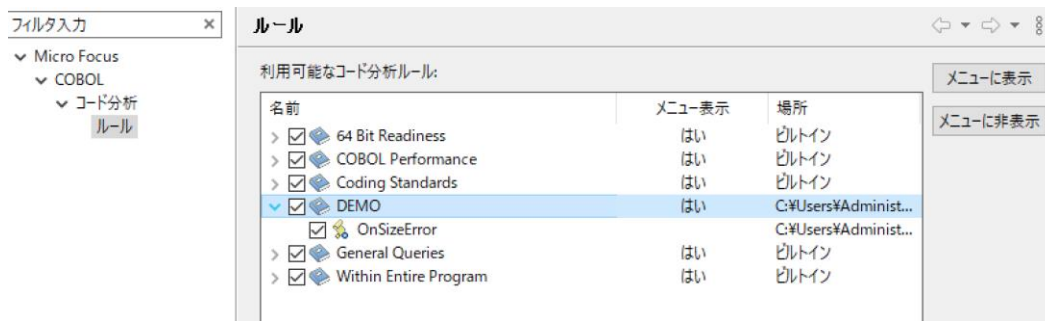 フィルタ入力
ルール
Micro Focus
COBOL
コード分析
ルール
利用可能なコード分析ルール:
名前 メニュー表示 場所
64 Bit Readiness はい ビルトイン
COBOL Performance はい ビルトイン
Coding Standards はい ビルトイン
DEMO はい C:¥Users¥Administ...
OnSizeError C:¥Users¥Administ...
General Queries はい ビルトイン
Within Entire Program はい ビルトイン
メニューに表示
メニューに非表示